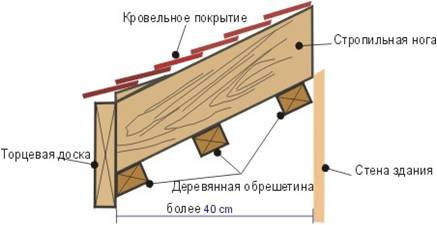 Кровельное покрытие
Стропильная нога
Торцевая доска
Деревянная обрешетина
Стена здания
более 40 cm